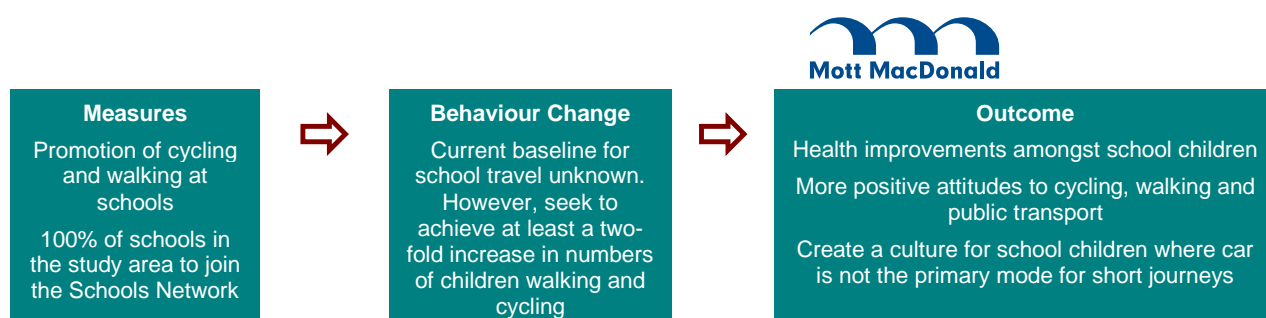 Mott MacDonald
Measures
Promotion of cycling
and walking at
schools
100% of schools in
the study area to join
the Schools Network
Behaviour Change
Current baseline for
school travel unknown.
However, seek to
achieve at least a two-
fold increase in numbers
of children walking and
cycling
Outcome
Health improvements amongst school children
More positive attitudes to cycling, walking and
public transport
Create a culture for school children where car
is not the primary mode for short journeys